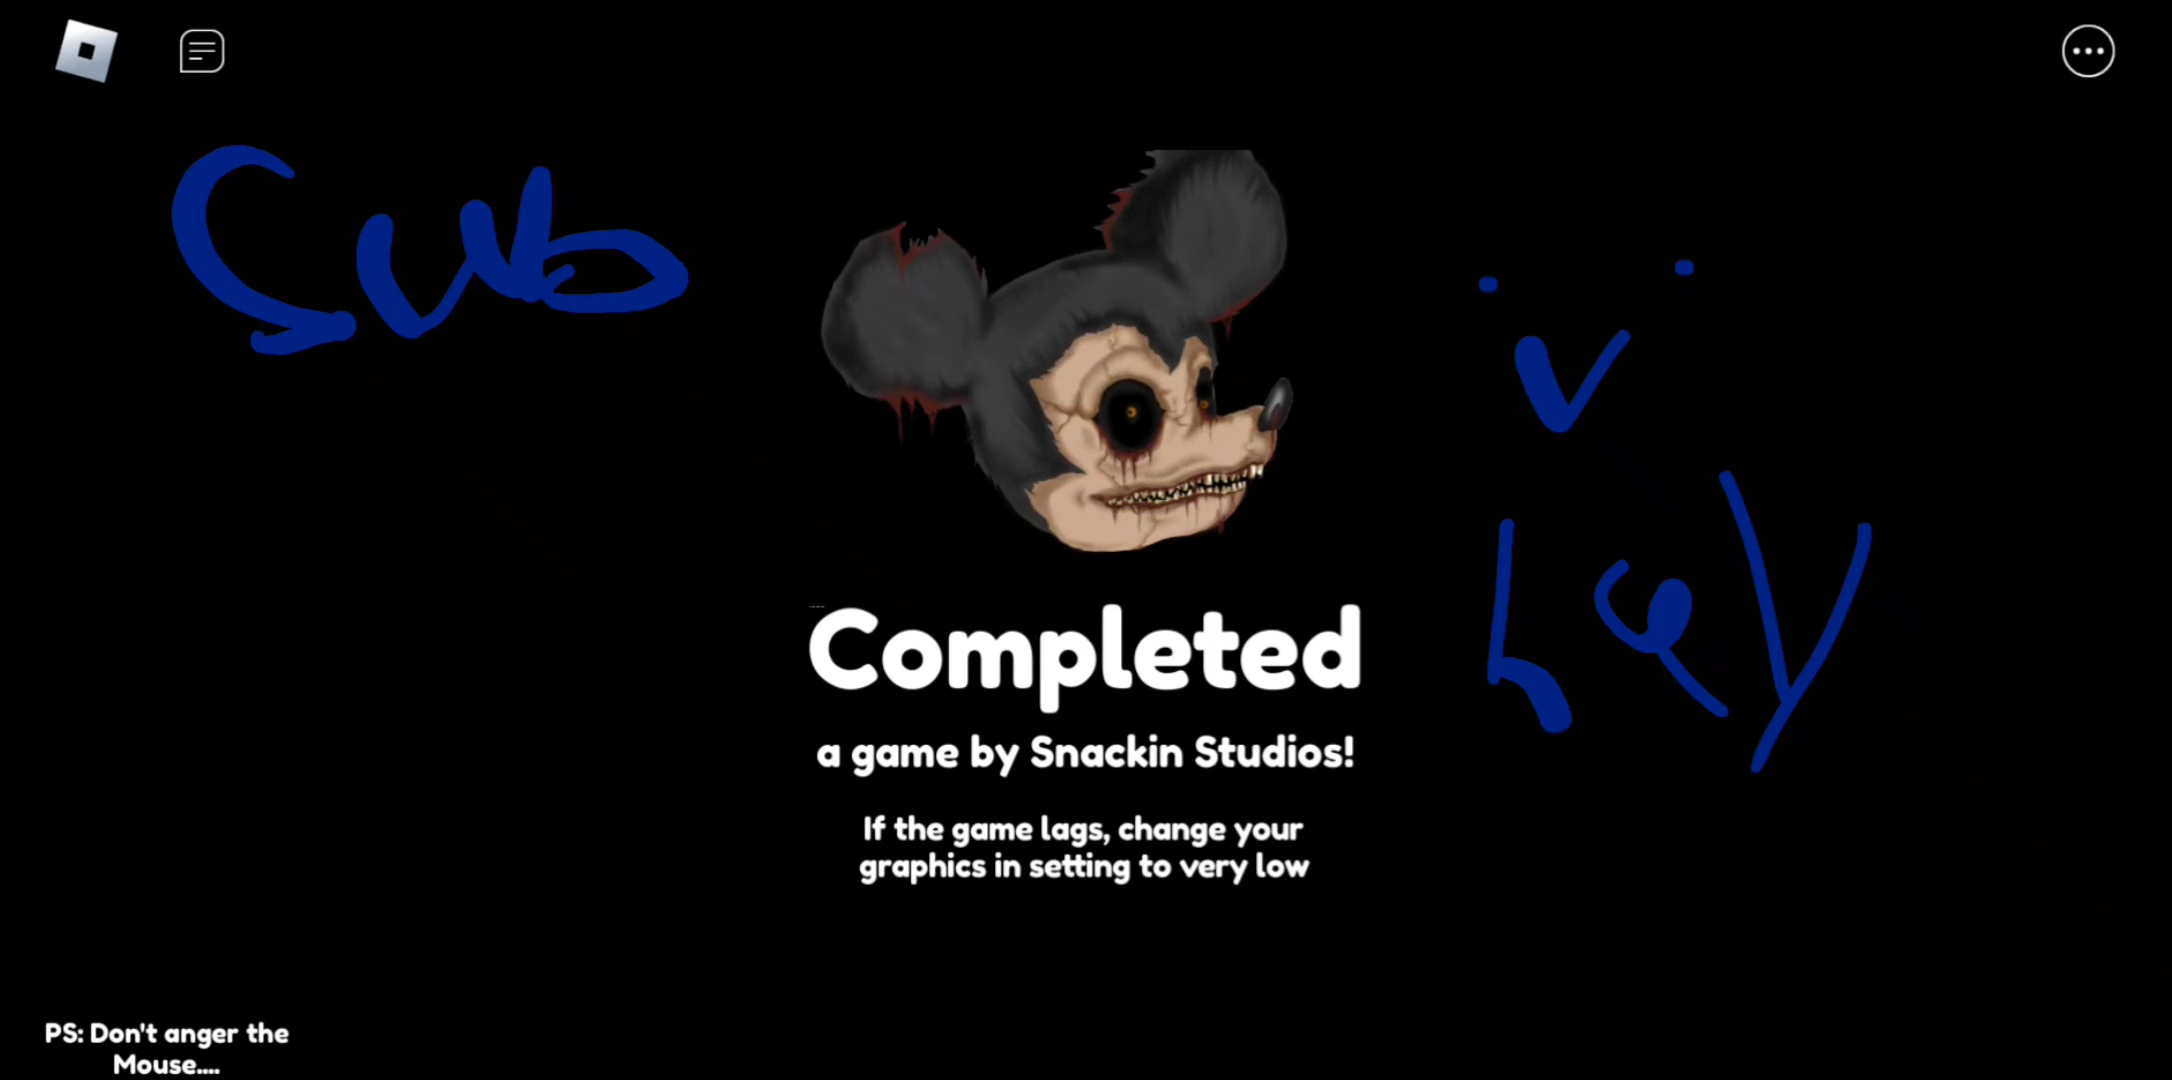 sub
hey
Completed
a game by Snackin Studios!
If the game lags, change your
graphics in setting to very low
PS: Don't anger the
Mouse....